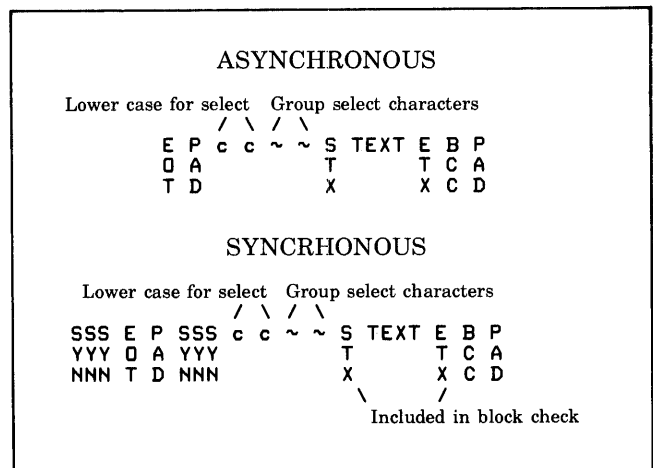 ASYNCHRONOUS
Lower case for select Group select characters
/ \ / \
E P c c ~ ~ S TEXT E B P
O A T T C A
T D X X C D
SYNCRHONOUS
Lower case for select Group select characters
/ \ / \
SSS E P SSS c c ~ ~ S TEXT E B P
YYY O A YYY T T C A
NNN T D NNN X X C D
\ /
Included in block check